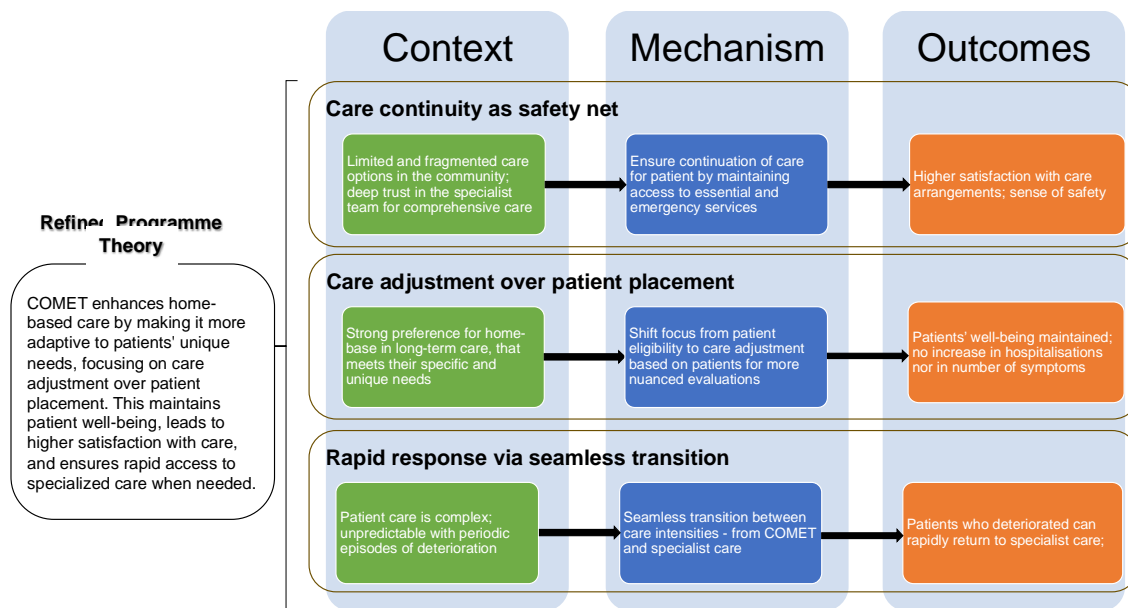 Context
Mechanism
Outcomes
Refined Programme
Theory
COMET enhances home-
based care by making it more
adaptive to patients' unique
needs, focusing on care
adjustment over patient
placement. This maintains
patient well-being, leads to
higher satisfaction with care,
and ensures rapid access to
specialized care when needed.
Care continuity as safety net
Limited and fragmented care
options in the community;
deep trust in the specialist
team for comprehensive care
Ensure continuation of care
for patient by maintaining
access to essential and
emergency services
Higher satisfaction with care
arrangements; sense of safety
Care adjustment over patient placement
Strong preference for home-
base in long-term care, that
meets their specific and
unique needs
Shift focus from patient
eligibility to care adjustment
based on patients for more
nuanced evaluations
Patients' well-being maintained;
no increase in hospitalisations
nor in number of symptoms
Rapid response via seamless transition
Patient care is complex;
unpredictable with periodic
episodes of deterioration
Seamless transition between
care intensities - from COMET
and specialist care
Patients who deteriorated can
rapidly return to specialist care;